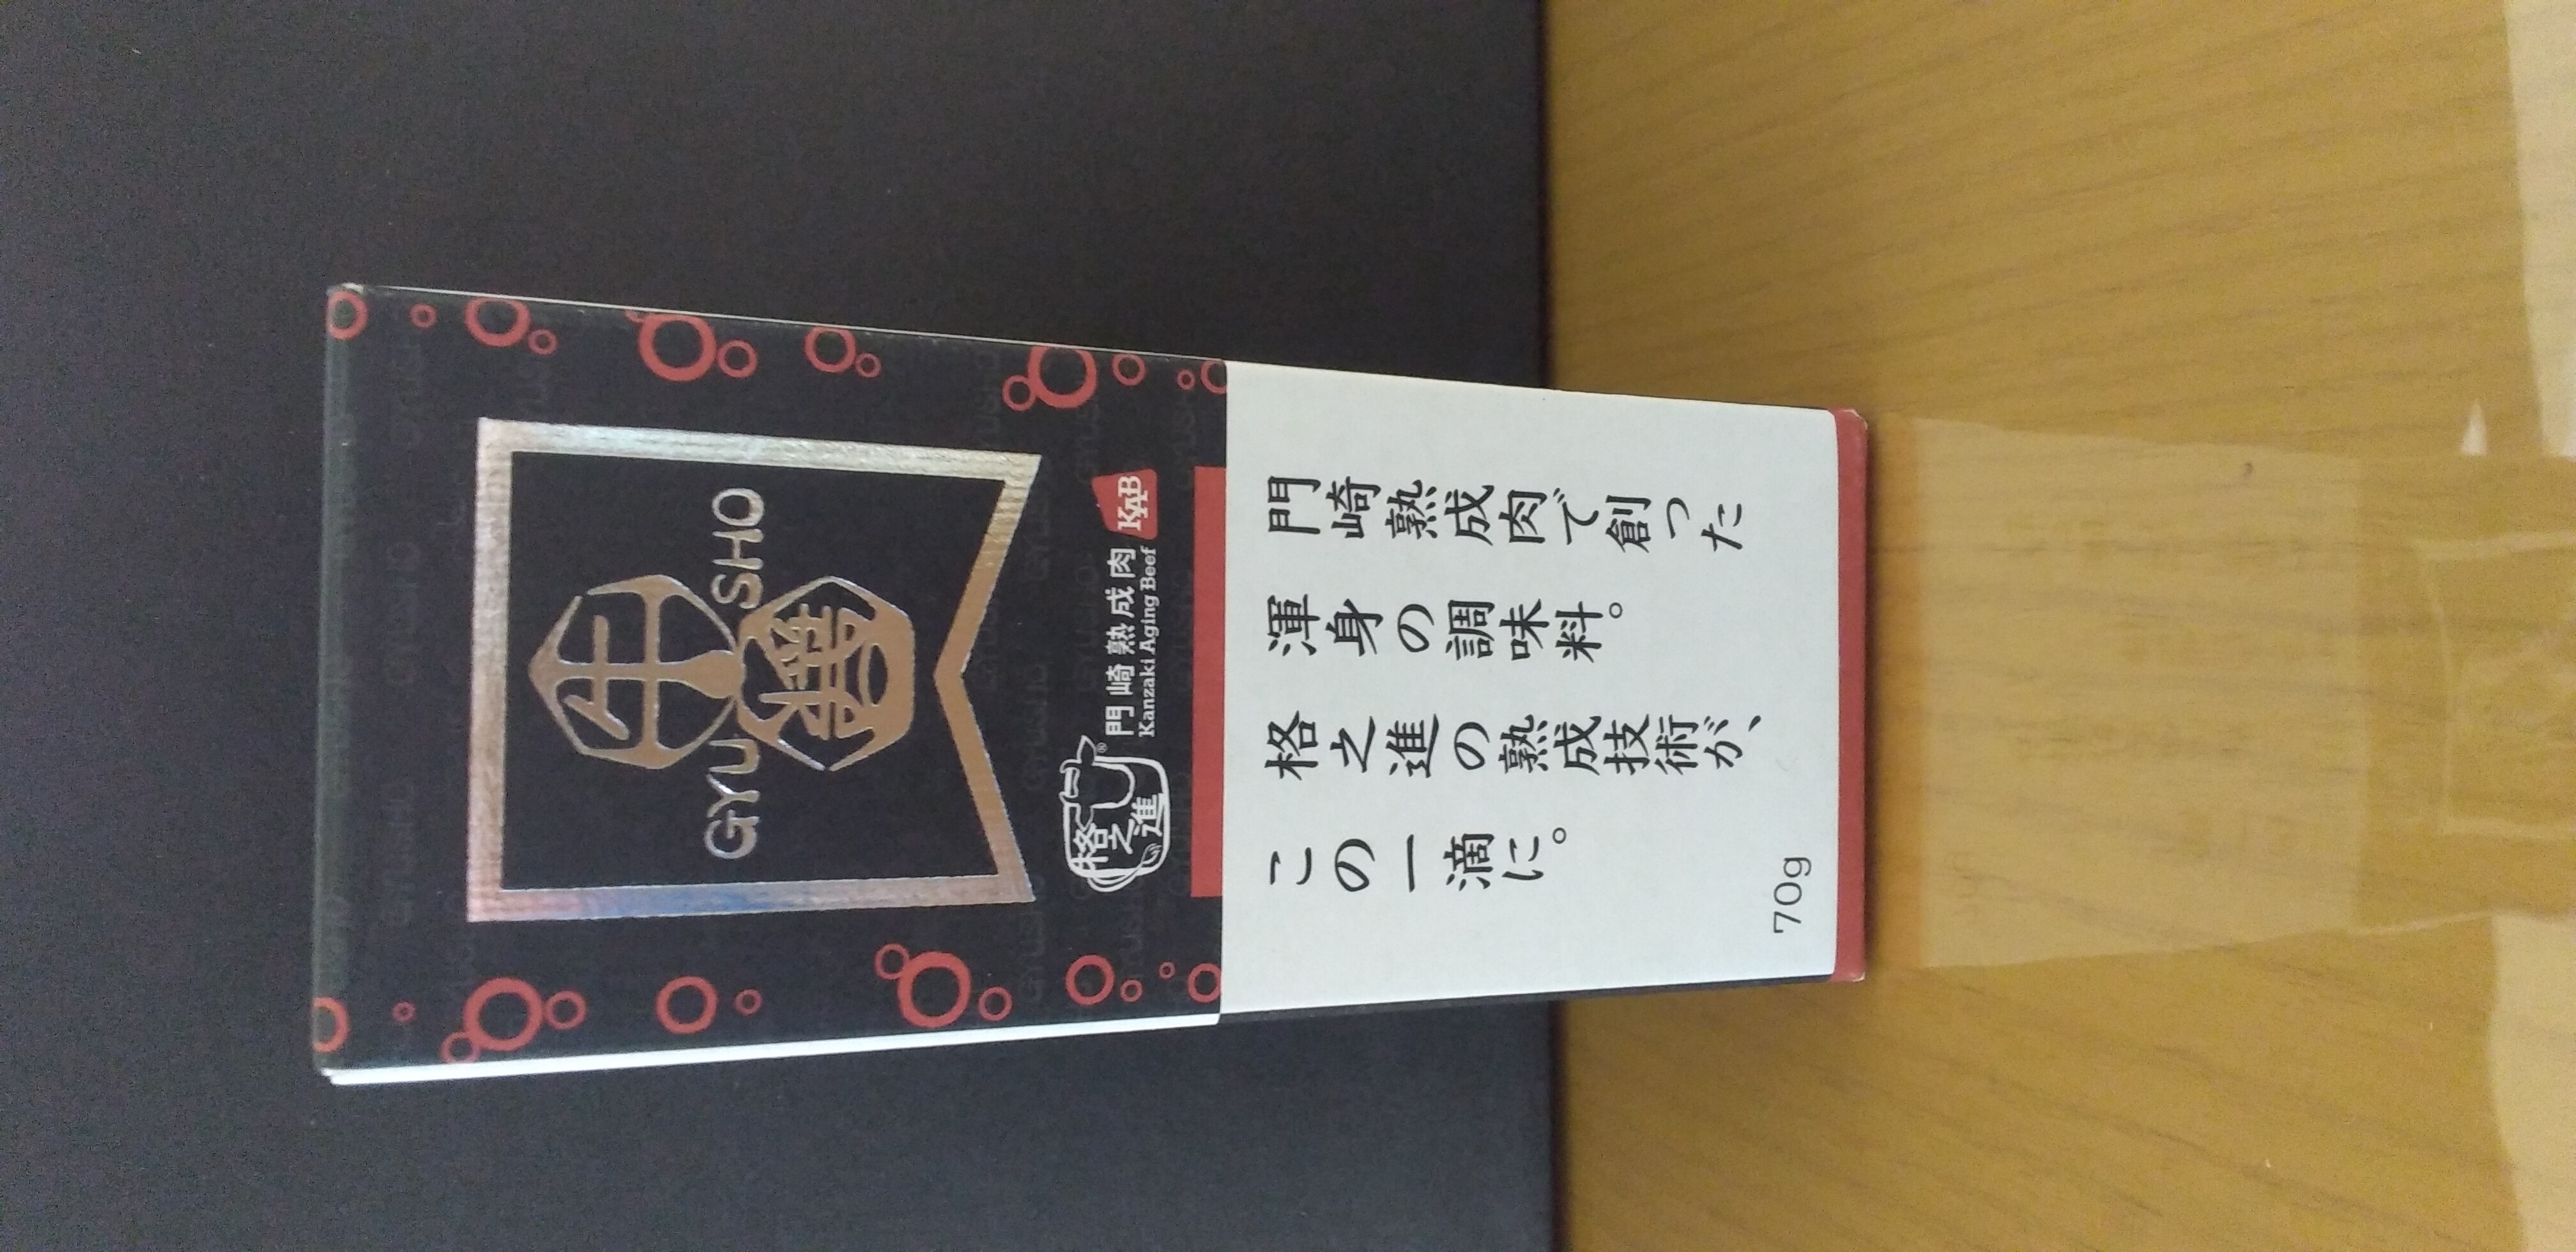 牛醤
GYU SHO
格之進®
門崎熟成肉
Kanzaki Aging Beef
KAB
門崎熟成肉で創った
渾身の調味料。
格之進の熟成技術が、
この一滴に。
70g